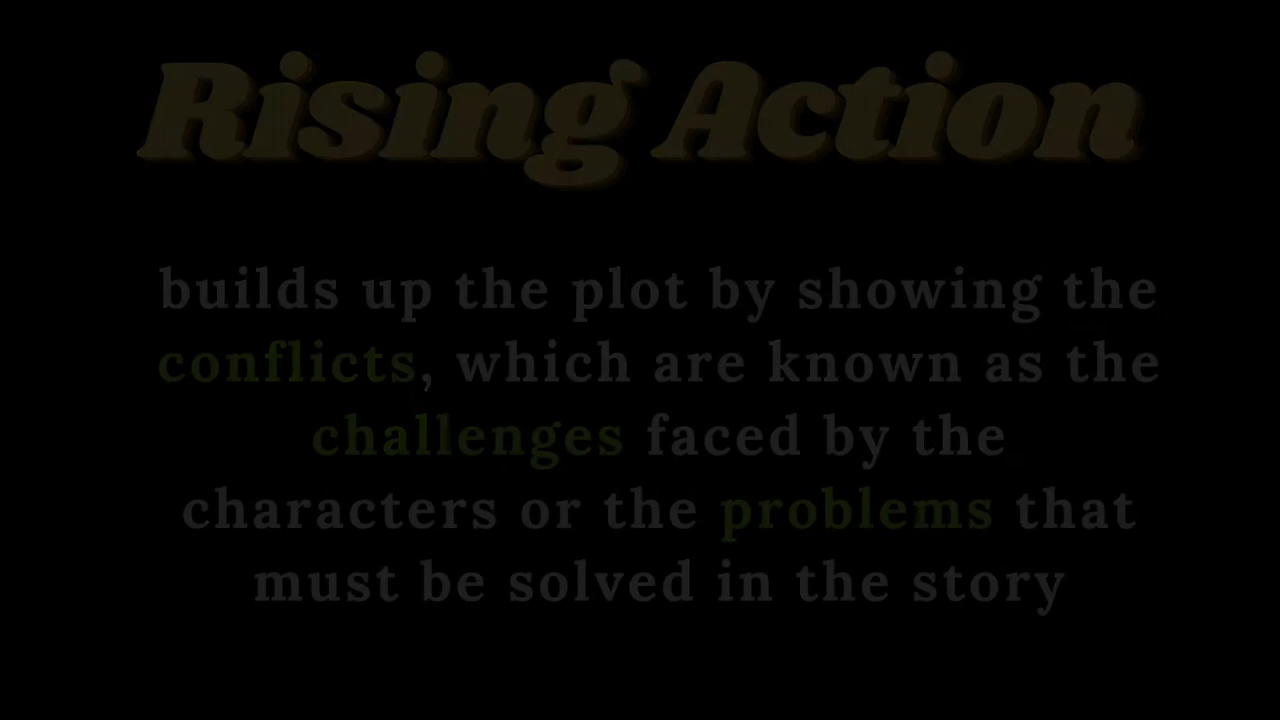 Rising Action
builds up the plot by showing the
conflicts, which are known as the
challenges faced by the
characters or the problems that
must be solved in the story